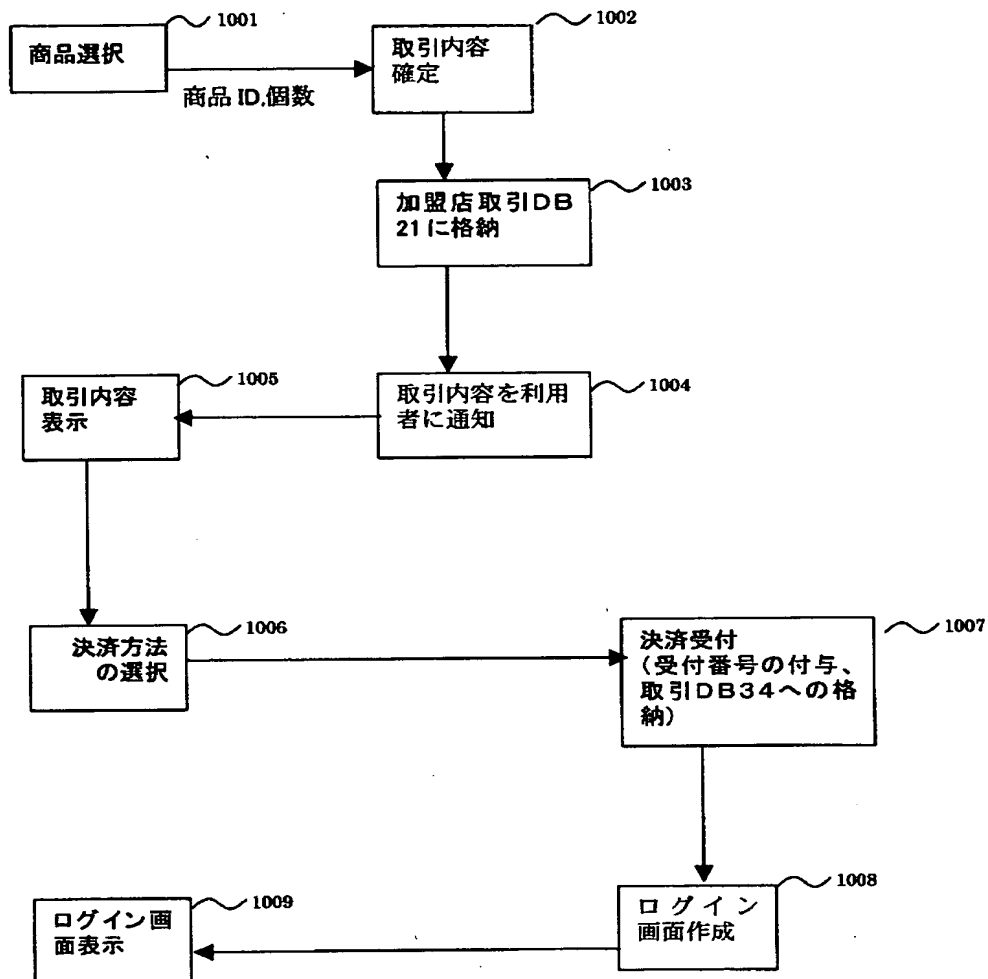 1001
商品選択
商品 ID,個数
1002
取引内容
確定
1003
加盟店取引DB
21に格納
1004
取引内容を利用
者に通知
1005
取引内容
表示
1006
決済方法
の選択
1007
決済受付
(受付番号の付与、
取引DB34への格
納)
1008
ログイン
画面作成
1009
ログイン画
面表示